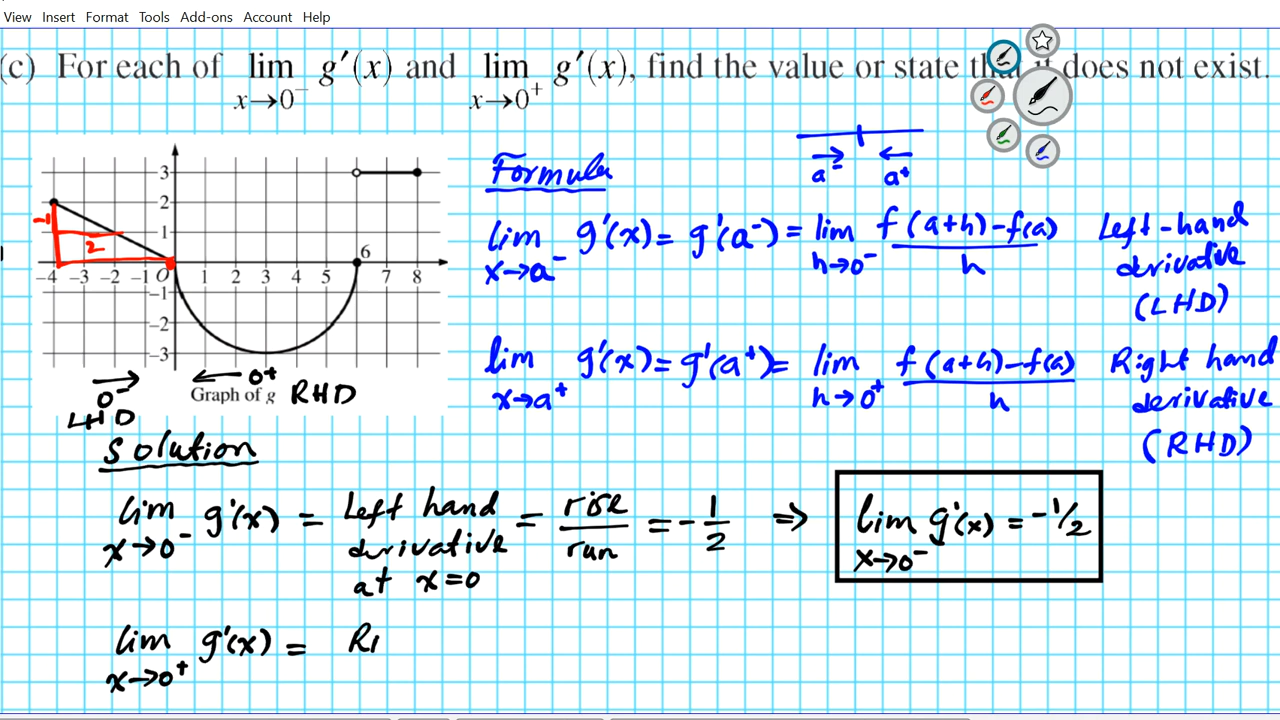 View Insert Format Tools Add-ons Account Help
(c) For each of lim x→0⁻ g′(x) and lim x→0⁺ g′(x), find the value or state that it does not exist.
Formula
a⁻ a⁺
lim x→a⁻ g'(x) = g'(a⁻) = lim h→0⁻ f(a+h)-f(a) / h Left-hand derivative (LHD)
lim x→a⁺ g'(x) = g'(a⁺) = lim h→0⁺ f(a+h)-f(a) / h Right hand derivative (RHD)
3
2
1
-1
2
-4 -3 -2 -1 O 1 2 3 4 5 6 7 8
-1
-2
-3
0⁻ 0⁺
Graph of g RHD
LHD
Solution
lim x→0⁻ g'(x) = Left hand derivative at x=0 = rise / run = -1/2 ⇒ lim x→0⁻ g'(x) = -1/2
lim x→0⁺ g'(x) =